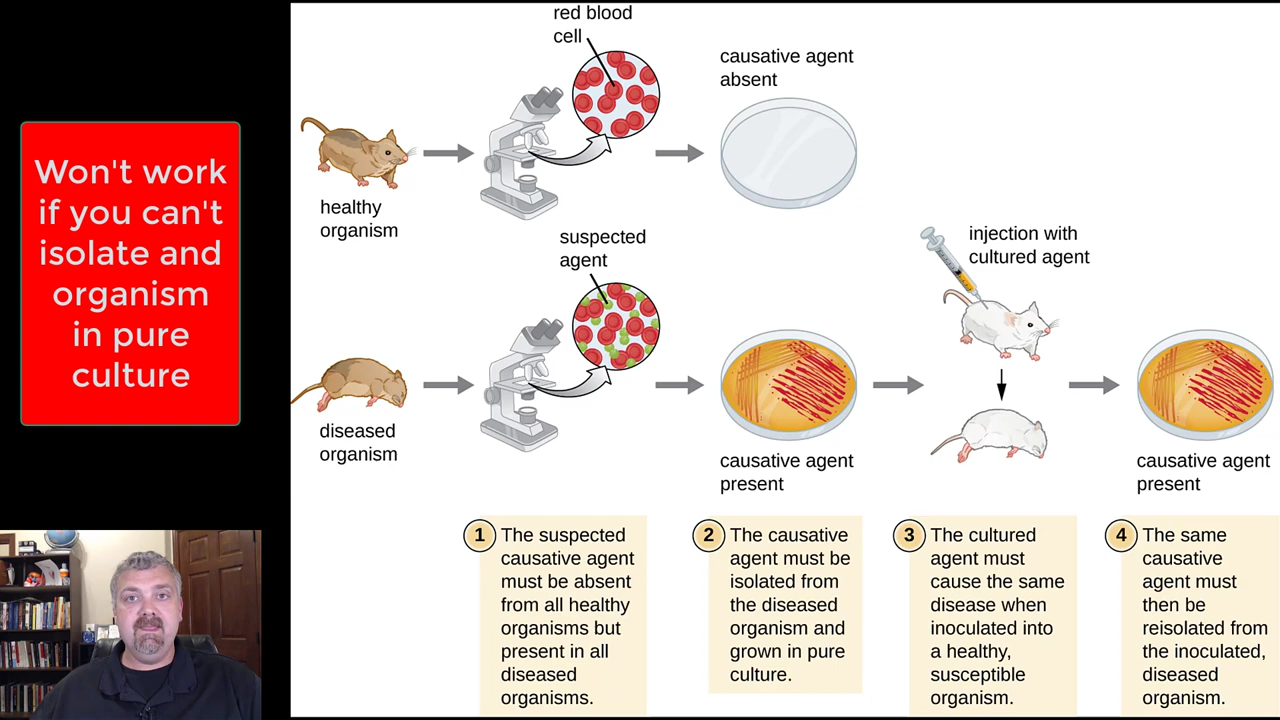 Won't work
if you can't
isolate and
organism
in pure
culture
red blood
cell
causative agent
absent
healthy
organism
suspected
agent
injection with
cultured agent
diseased
organism
causative agent
present
causative agent
present
1 The suspected
causative agent
must be absent
from all healthy
organisms but
present in all
diseased
organisms.
2 The causative
agent must be
isolated from
the diseased
organism and
grown in pure
culture.
3 The cultured
agent must
cause the same
disease when
inoculated into
a healthy,
susceptible
organism.
4 The same
causative
agent must
then be
reisolated from
the inoculated,
diseased
organism.